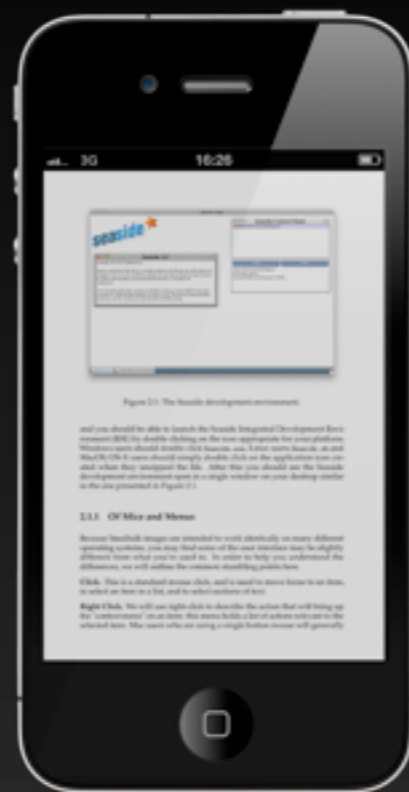 3G 16:26
seaside
Figure 2.1: The Seaside development environment.
and you should be able to launch the Seaside Integrated Development Envi-
ronment (IDE) by double clicking on the icon appropriate for your platform.
Windows users should double click Seaside.exe, Linux users Seaside.sh and
MacOS/OS X users should simply double click on the application icon cre-
ated when they unzipped the file. After this you should see the Seaside
development environment open in a single window on your desktop similar
to the one presented in Figure 2.1.
2.1.1 Of Mice and Menus
Because Smalltalk images are intended to work identically on many different
operating systems, you may find some of the user interface may be slightly
different from what you're used to. In order to help you understand the
differences, we will outline the common stumbling points here.
Click. This is a standard mouse click, and is used to move focus to an item,
to select an item in a list, and to select sections of text.
Right Click. We will use right-click to describe the action that will bring up
the "context menu" on an item: this menu holds a list of actions relevant to the
selected item. Mac users who are using a single button mouse will generally